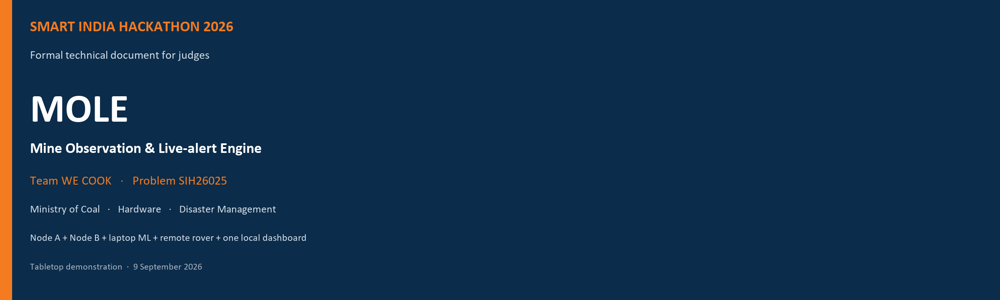 SMART INDIA HACKATHON 2026
Formal technical document for judges
MOLE
Mine Observation & Live-alert Engine
Team WE COOK · Problem SIH26025
Ministry of Coal · Hardware · Disaster Management
Node A + Node B + laptop ML + remote rover + one local dashboard
Tabletop demonstration · 9 September 2026